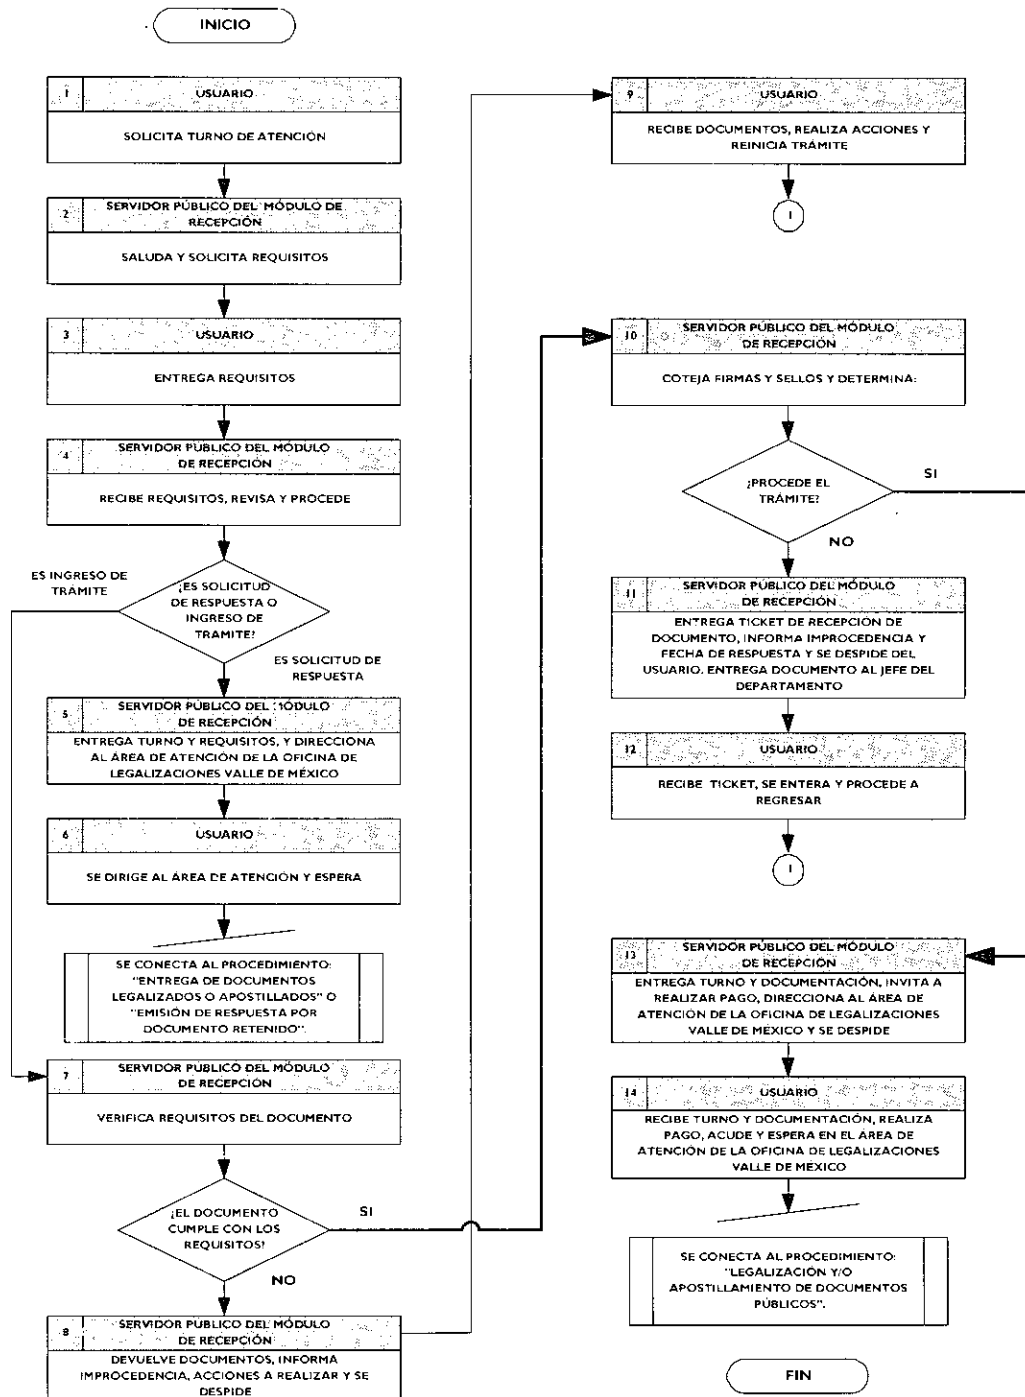 INICIO
1 USUARIO
SOLICITA TURNO DE ATENCIÓN
2 SERVIDOR PÚBLICO DEL MÓDULO DE
RECEPCIÓN
SALUDA Y SOLICITA REQUISITOS
3 USUARIO
ENTREGA REQUISITOS
4 SERVIDOR PÚBLICO DEL MÓDULO
DE RECEPCIÓN
RECIBE REQUISITOS, REVISA Y PROCEDE
ES INGRESO DE
TRÁMITE
¿ES SOLICITUD
DE RESPUESTA O
INGRESO DE
TRAMITE?
ES SOLICITUD DE
RESPUESTA
5 SERVIDOR PÚBLICO DEL MÓDULO
DE RECEPCIÓN
ENTREGA TURNO Y REQUISITOS, Y DIRECCIONA
AL ÁREA DE ATENCIÓN DE LA OFICINA DE
LEGALIZACIONES VALLE DE MÉXICO
6 USUARIO
SE DIRIGE AL ÁREA DE ATENCIÓN Y ESPERA
SE CONECTA AL PROCEDIMIENTO:
"ENTREGA DE DOCUMENTOS
LEGALIZADOS O APOSTILLADOS" O
"EMISIÓN DE RESPUESTA POR
DOCUMENTO RETENIDO".
7 SERVIDOR PÚBLICO DEL MÓDULO
DE RECEPCIÓN
VERIFICA REQUISITOS DEL DOCUMENTO
¿EL DOCUMENTO
CUMPLE CON LOS
REQUISITOS?
SI
NO
8 SERVIDOR PÚBLICO DEL MÓDULO
DE RECEPCIÓN
DEVUELVE DOCUMENTOS, INFORMA
IMPROCEDENCIA, ACCIONES A REALIZAR Y SE
DESPIDE
9 USUARIO
RECIBE DOCUMENTOS, REALIZA ACCIONES Y
REINICIA TRÁMITE
1
10 SERVIDOR PÚBLICO DEL MÓDULO
DE RECEPCIÓN
COTEJA FIRMAS Y SELLOS Y DETERMINA:
¿PROCEDE EL
TRÁMITE?
SI
NO
11 SERVIDOR PÚBLICO DEL MÓDULO
DE RECEPCIÓN
ENTREGA TICKET DE RECEPCIÓN DE
DOCUMENTO, INFORMA IMPROCEDENCIA Y
FECHA DE RESPUESTA Y SE DESPIDE DEL
USUARIO. ENTREGA DOCUMENTO AL JEFE DEL
DEPARTAMENTO
12 USUARIO
RECIBE TICKET, SE ENTERA Y PROCEDE A
REGRESAR
1
13 SERVIDOR PÚBLICO DEL MÓDULO
DE RECEPCIÓN
ENTREGA TURNO Y DOCUMENTACIÓN, INVITA A
REALIZAR PAGO, DIRECCIONA AL ÁREA DE
ATENCIÓN DE LA OFICINA DE LEGALIZACIONES
VALLE DE MÉXICO Y SE DESPIDE
14 USUARIO
RECIBE TURNO Y DOCUMENTACIÓN, REALIZA
PAGO, ACUDE Y ESPERA EN EL ÁREA DE
ATENCIÓN DE LA OFICINA DE LEGALIZACIONES
VALLE DE MÉXICO
SE CONECTA AL PROCEDIMIENTO:
"LEGALIZACIÓN Y/O
APOSTILLAMIENTO DE DOCUMENTOS
PÚBLICOS".
FIN